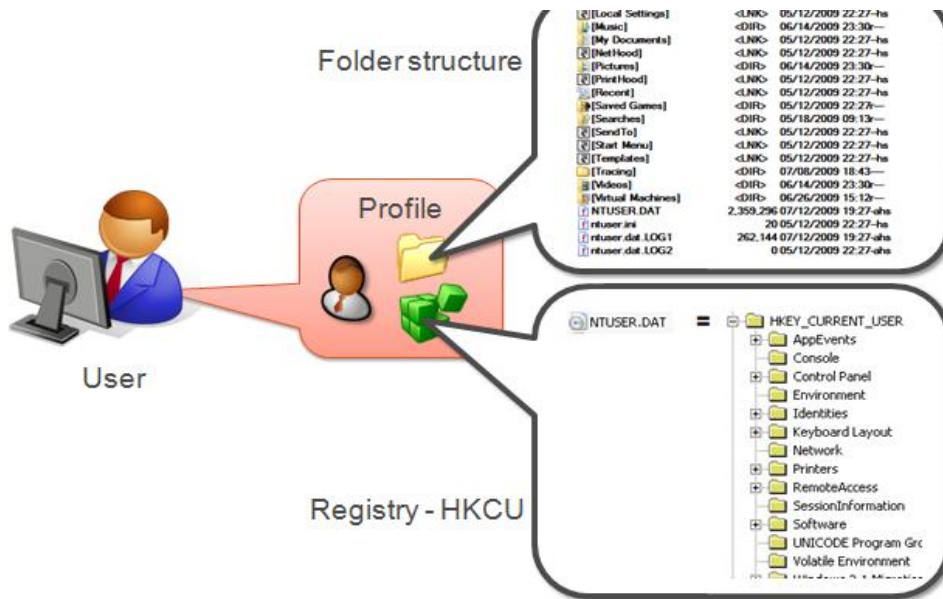 Folder structure
[Local Settings] <LNK> 05/12/2009 22:27--hs
[Music] <DIR> 06/14/2009 23:30r---
[My Documents] <LNK> 05/12/2009 22:27--hs
[NetHood] <LNK> 05/12/2009 22:27--hs
[Pictures] <DIR> 06/14/2009 23:30r---
[PrintHood] <LNK> 05/12/2009 22:27--hs
[Recent] <LNK> 05/12/2009 22:27--hs
[Saved Games] <DIR> 05/12/2009 22:27r---
[Searches] <DIR> 05/18/2009 09:13r---
[SendTo] <LNK> 05/12/2009 22:27--hs
[Start Menu] <LNK> 05/12/2009 22:27--hs
[Templates] <LNK> 05/12/2009 22:27--hs
[Tracing] <DIR> 07/08/2009 18:43----
[Videos] <DIR> 06/14/2009 23:30r---
[Virtual Machines] <DIR> 06/26/2009 15:12r---
NTUSER.DAT 2,359,296 07/12/2009 19:27-ahs
ntuser.ini 20 05/12/2009 22:27--hs
ntuser.dat.LOG1 262,144 07/12/2009 19:27-ahs
ntuser.dat.LOG2 0 05/12/2009 22:27-ahs
Profile
User
Registry - HKCU
NTUSER.DAT = HKEY_CURRENT_USER
AppEvents
Console
Control Panel
Environment
Identities
Keyboard Layout
Network
Printers
RemoteAccess
SessionInformation
Software
UNICODE Program Grc
Volatile Environment